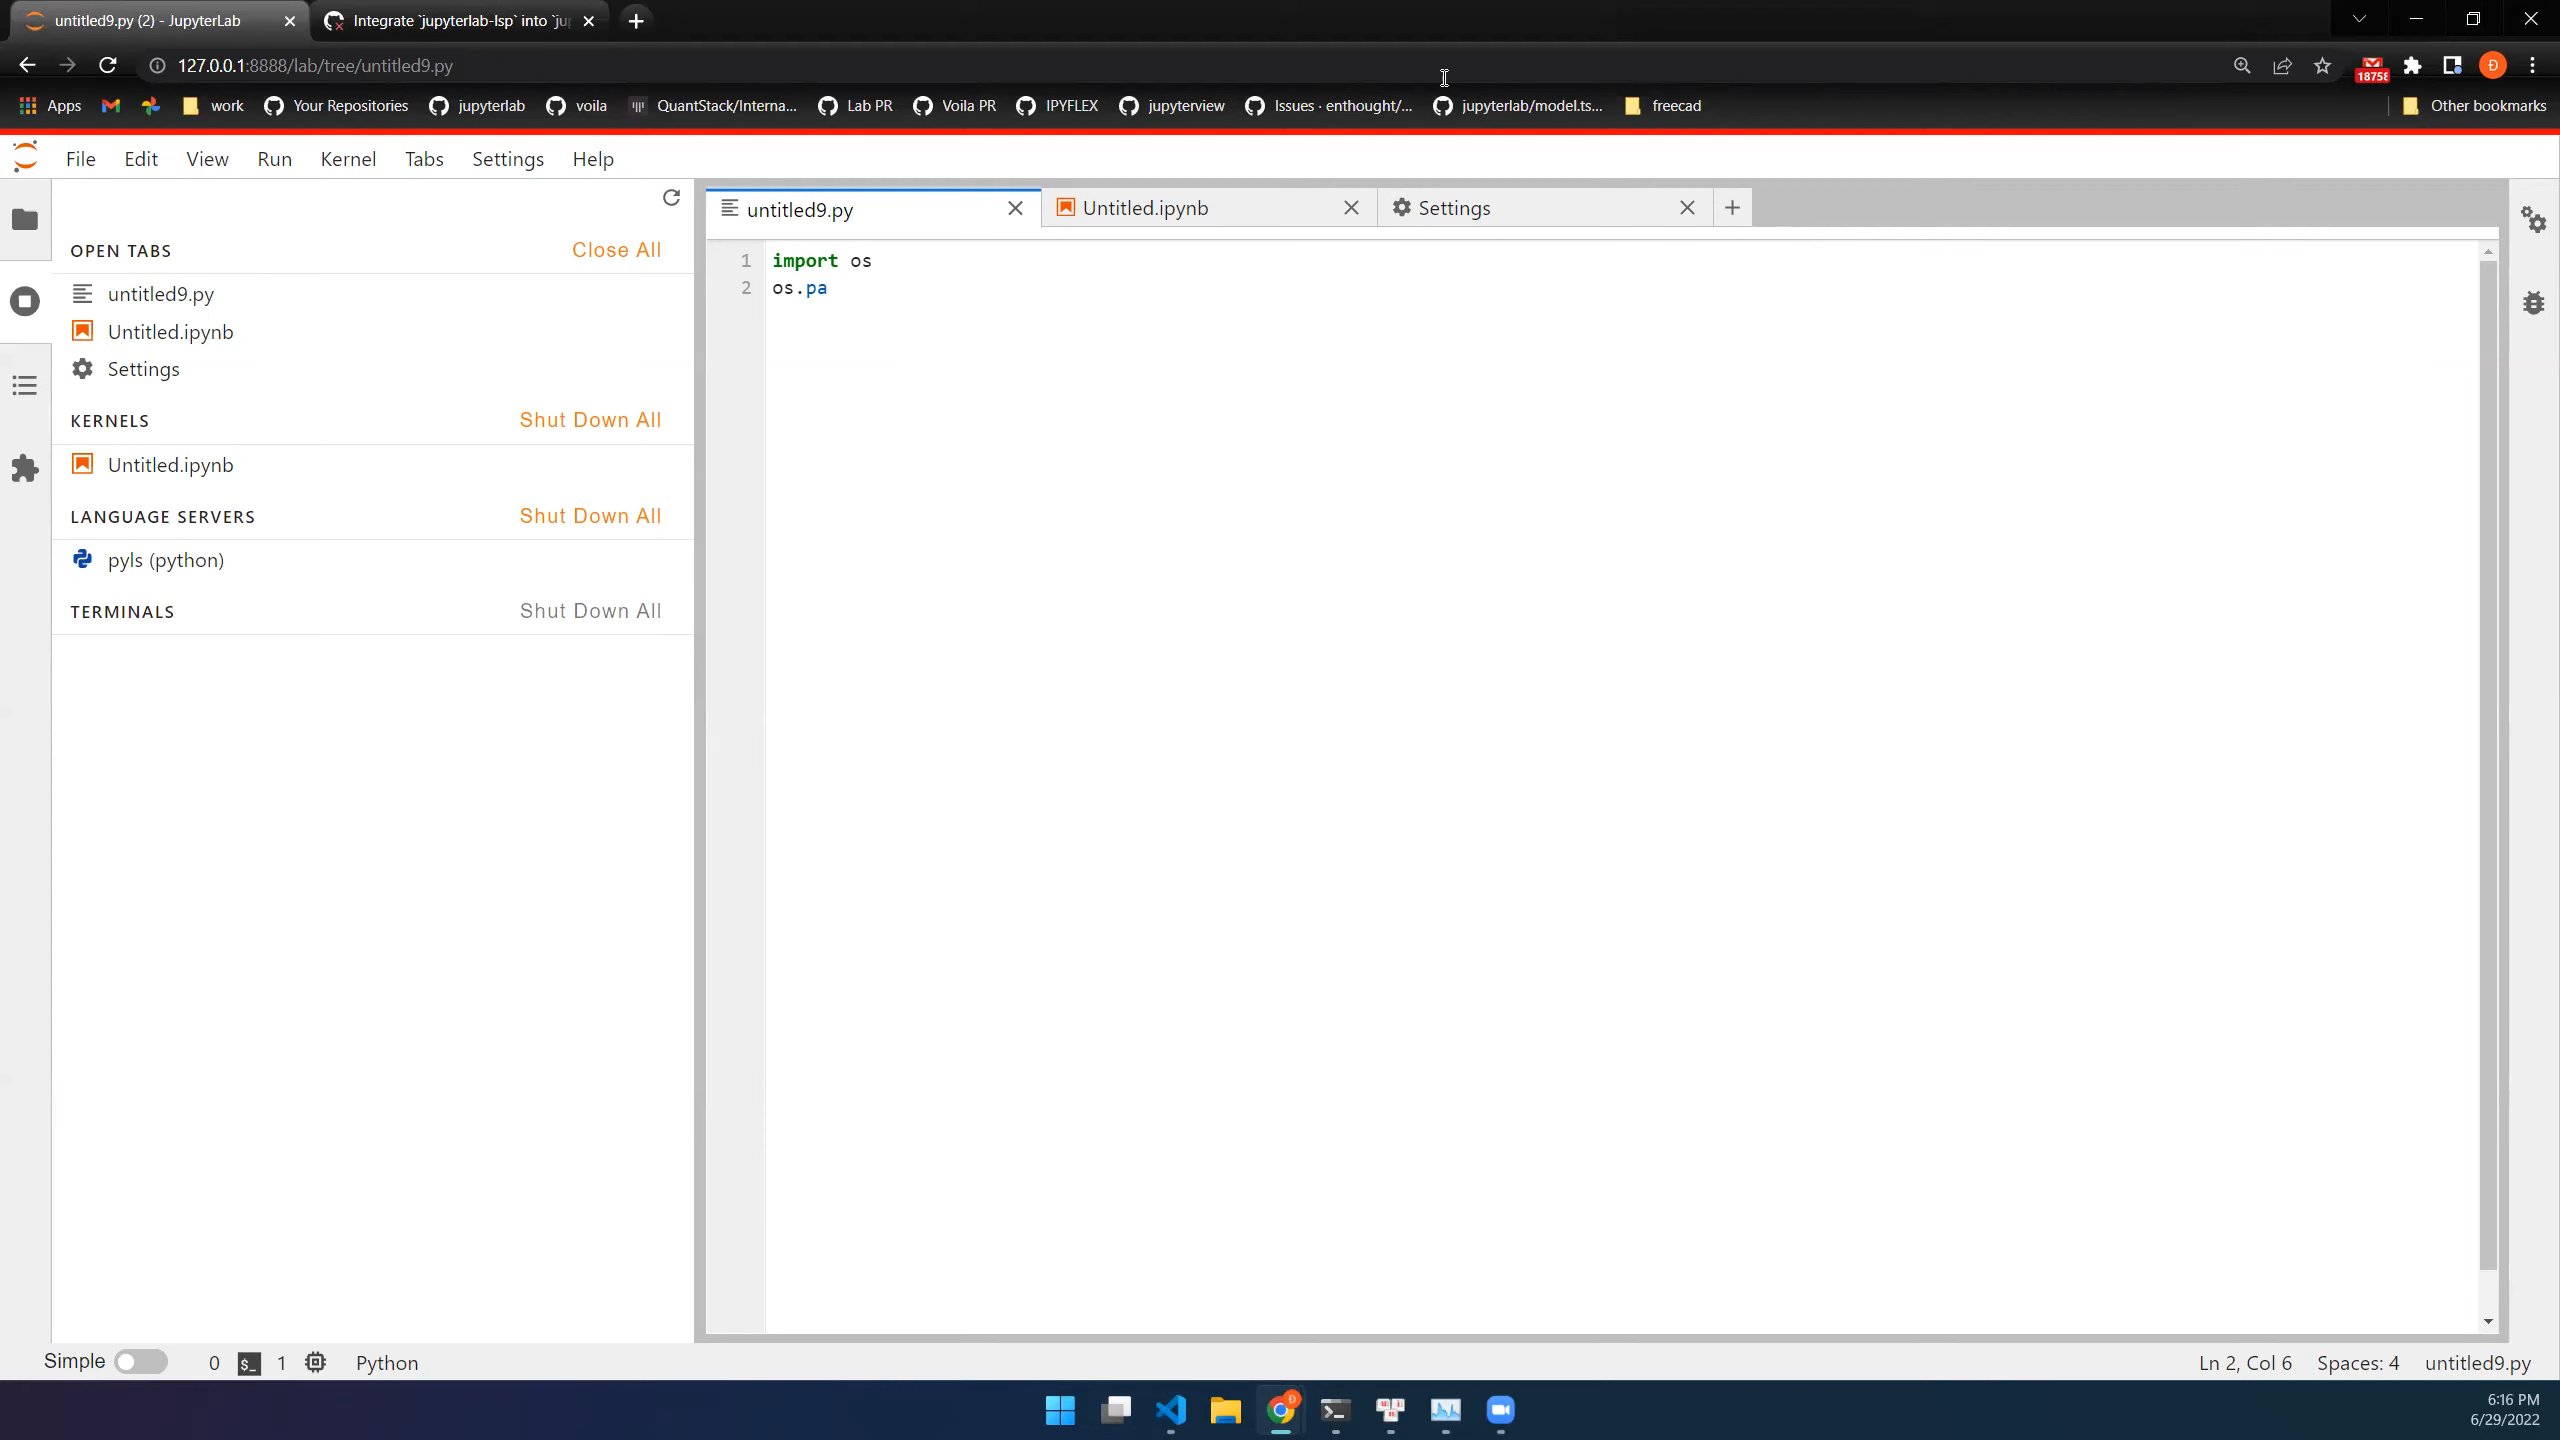 untitled9.py (2) - JupyterLab
Integrate `jupyterlab-lsp` into `ju
127.0.0.1:8888/lab/tree/untitled9.py
18758
Apps
work
Your Repositories
jupyterlab
voila
QuantStack/Interna...
Lab PR
Voila PR
IPYFLEX
jupyterview
Issues · enthought/...
jupyterlab/model.ts...
freecad
Other bookmarks
File Edit View Run Kernel Tabs Settings Help
OPEN TABS
Close All
untitled9.py
Untitled.ipynb
Settings
KERNELS
Shut Down All
Untitled.ipynb
LANGUAGE SERVERS
Shut Down All
pyls (python)
TERMINALS
Shut Down All
untitled9.py
Untitled.ipynb
Settings
1 import os
2 os.pa
Simple
0
$_
1
Python
Ln 2, Col 6
Spaces: 4
untitled9.py
6:16 PM
6/29/2022